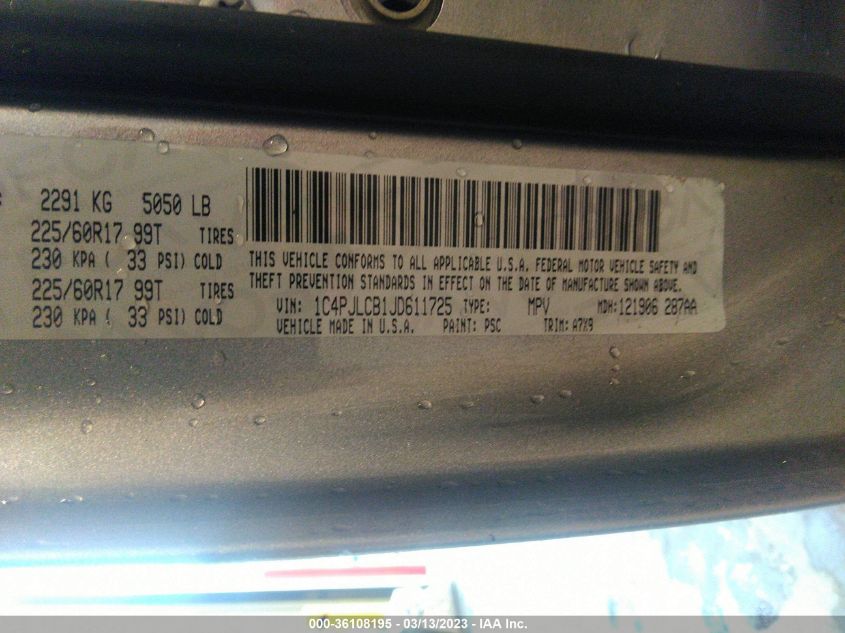 2291 KG 5050 LB
225/60R17 99T TIRES
230 KPA ( 33 PSI) COLD
225/60R17 99T TIRES
230 KPA ( 33 PSI) COLD
THIS VEHICLE CONFORMS TO ALL APPLICABLE U.S.A. FEDERAL MOTOR VEHICLE SAFETY AND
THEFT PREVENTION STANDARDS IN EFFECT ON THE DATE OF MANUFACTURE SHOWN ABOVE.
VIN: 1C4PJLCB1JD611725 TYPE: MPV MDH:121906 287AA
VEHICLE MADE IN U.S.A. PAINT: PSC TRIM: A7X9
000-36108195 - 03/13/2023 - IAA Inc.